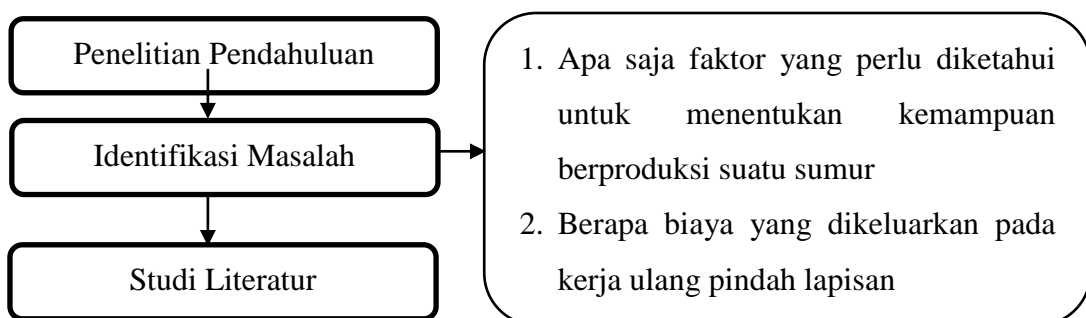 Penelitian Pendahuluan
Identifikasi Masalah
Studi Literatur
1. Apa saja faktor yang perlu diketahui
untuk menentukan kemampuan
berproduksi suatu sumur
2. Berapa biaya yang dikeluarkan pada
kerja ulang pindah lapisan